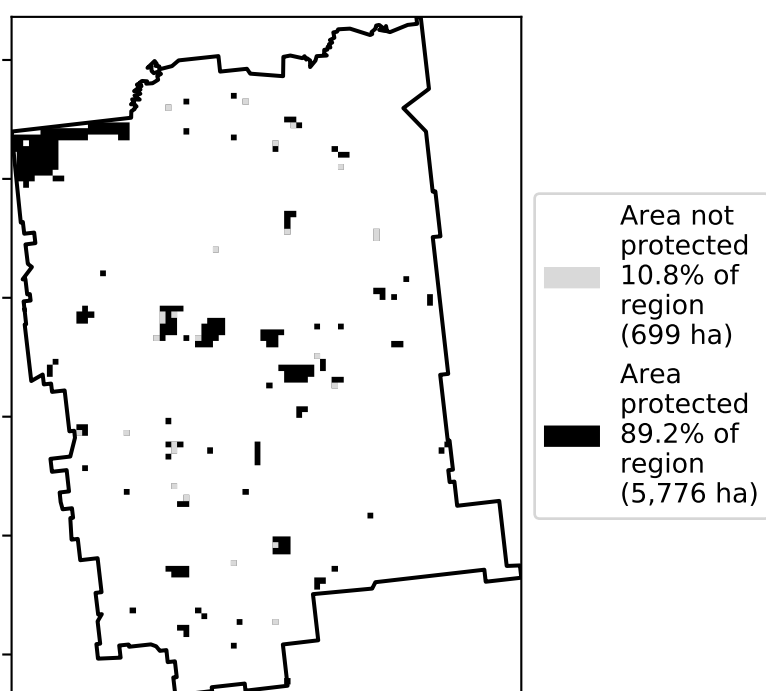 Area not
protected
10.8% of
region
(699 ha)
Area
protected
89.2% of
region
(5,776 ha)